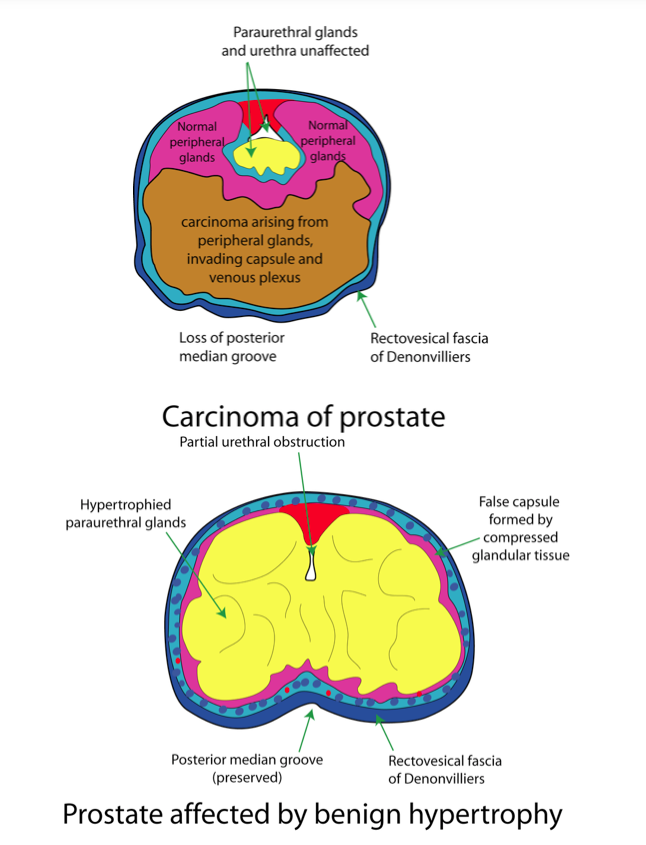 Paraurethral glands
and urethra unaffected
Normal
peripheral
glands
Normal
peripheral
glands
carcinoma arising from
peripheral glands,
invading capsule and
venous plexus
Loss of posterior
median groove
Rectovesical fascia
of Denonvilliers
Carcinoma of prostate
Partial urethral obstruction
Hypertrophied
paraurethral glands
False capsule
formed by
compressed
glandular tissue
Posterior median groove
(preserved)
Rectovesical fascia
of Denonvilliers
Prostate affected by benign hypertrophy